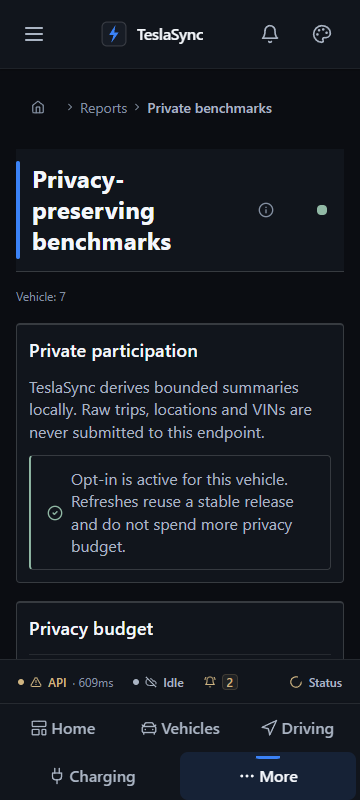 TeslaSync
Reports
Private benchmarks
Privacy-
preserving
benchmarks
Vehicle: 7
Private participation
TeslaSync derives bounded summaries
locally. Raw trips, locations and VINs are
never submitted to this endpoint.
Opt-in is active for this vehicle.
Refreshes reuse a stable release
and do not spend more privacy
budget.
Privacy budget
API · 609ms
Idle
2
Status
Home
Vehicles
Driving
Charging
More